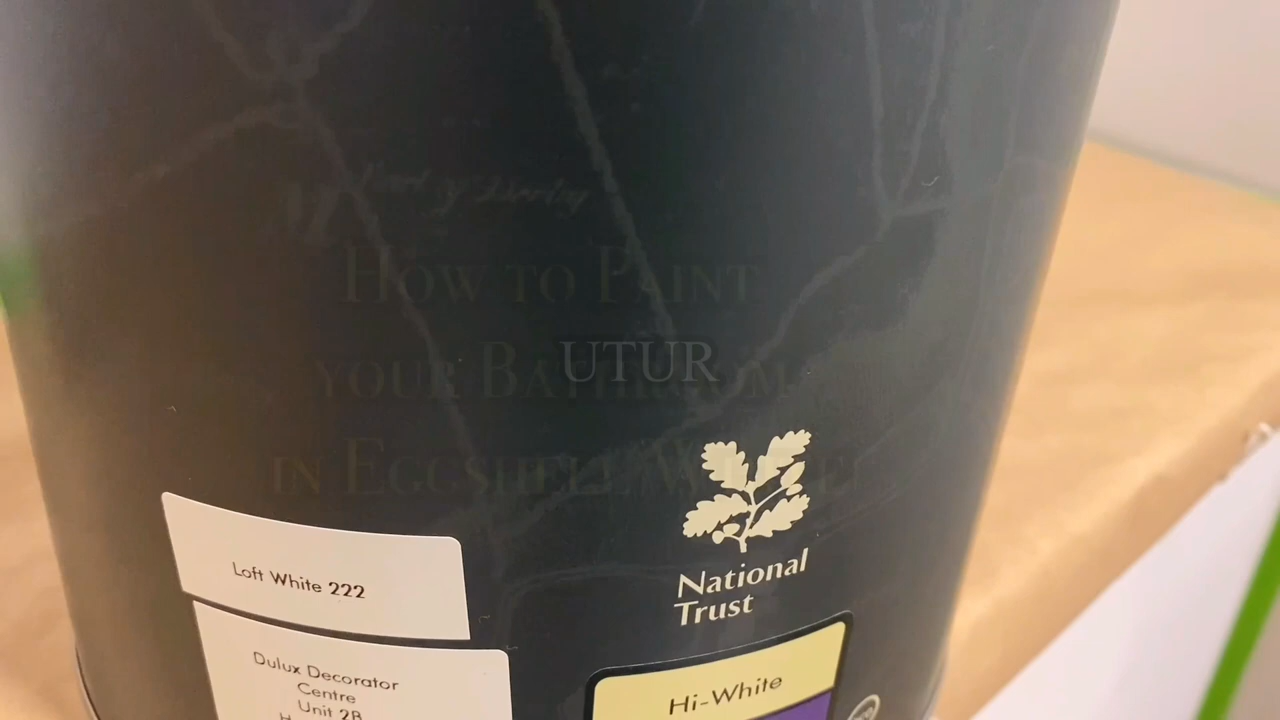 How to Paint
UTUR
your Bathroom
in Eggshell White
National
Trust
Loft White 222
Dulux Decorator
Centre
Unit 2B
Hi-White